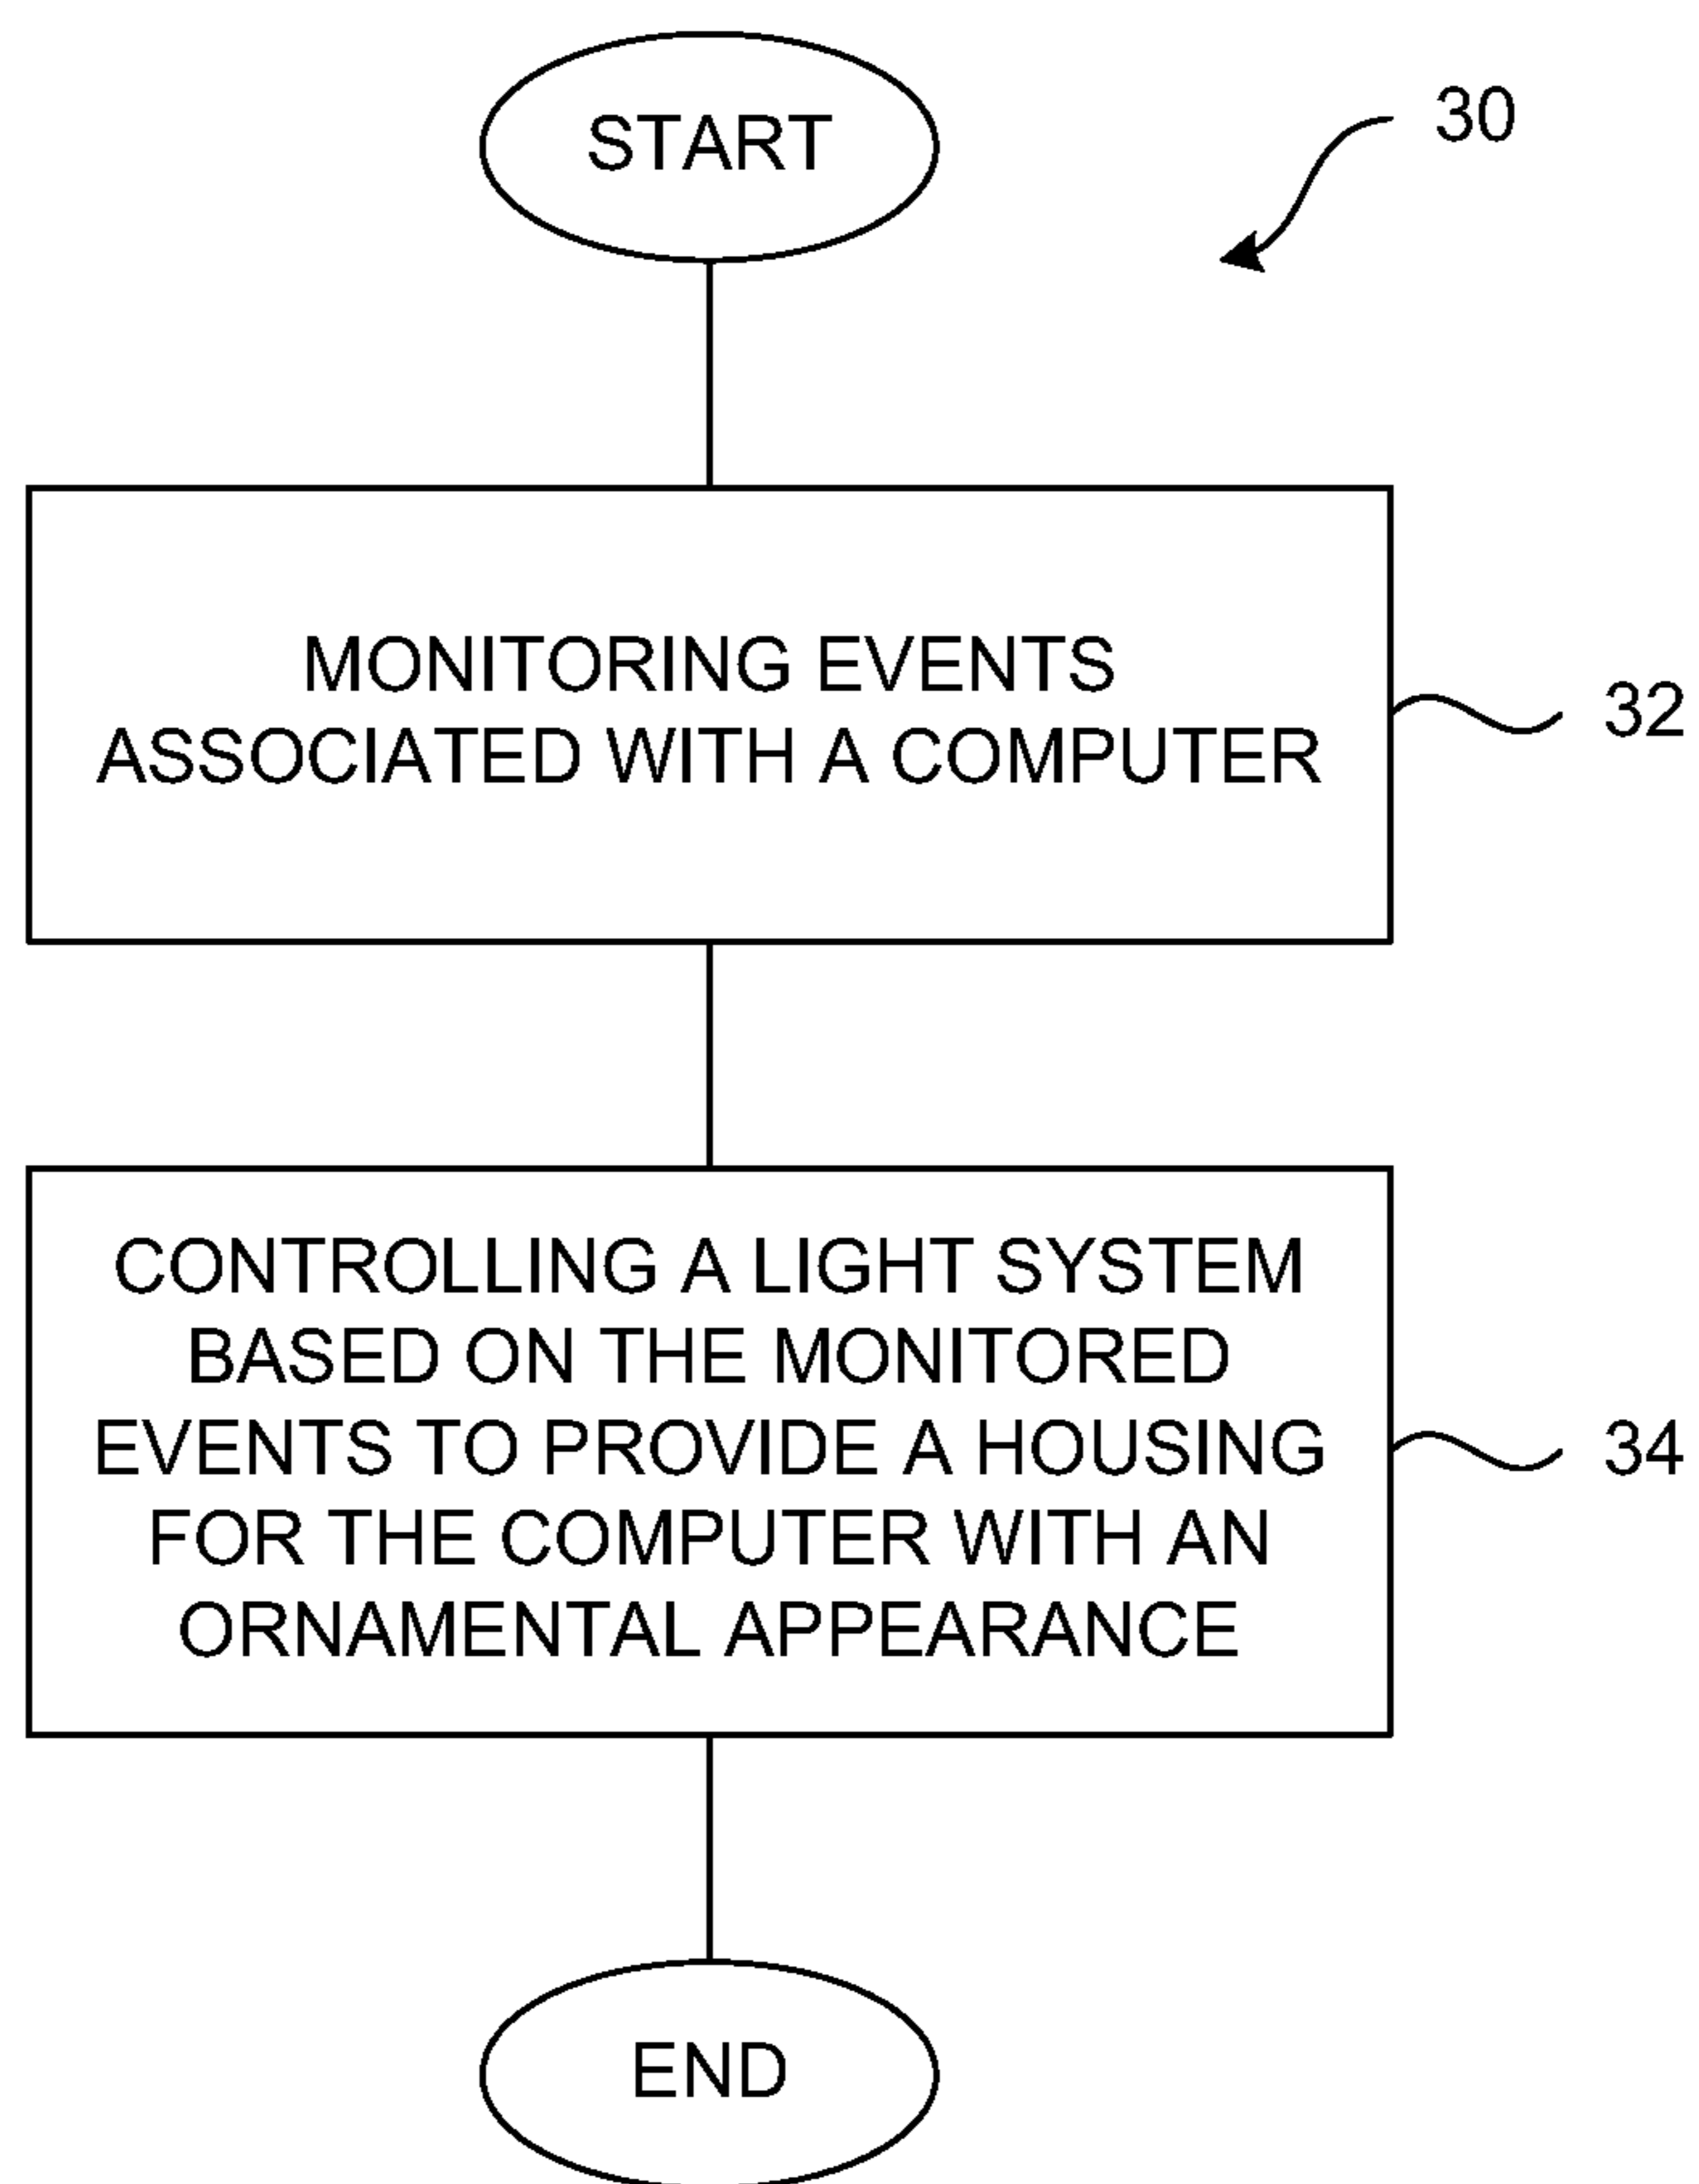 START
30
MONITORING EVENTS
ASSOCIATED WITH A COMPUTER
32
CONTROLLING A LIGHT SYSTEM
BASED ON THE MONITORED
EVENTS TO PROVIDE A HOUSING
FOR THE COMPUTER WITH AN
ORNAMENTAL APPEARANCE
34
END